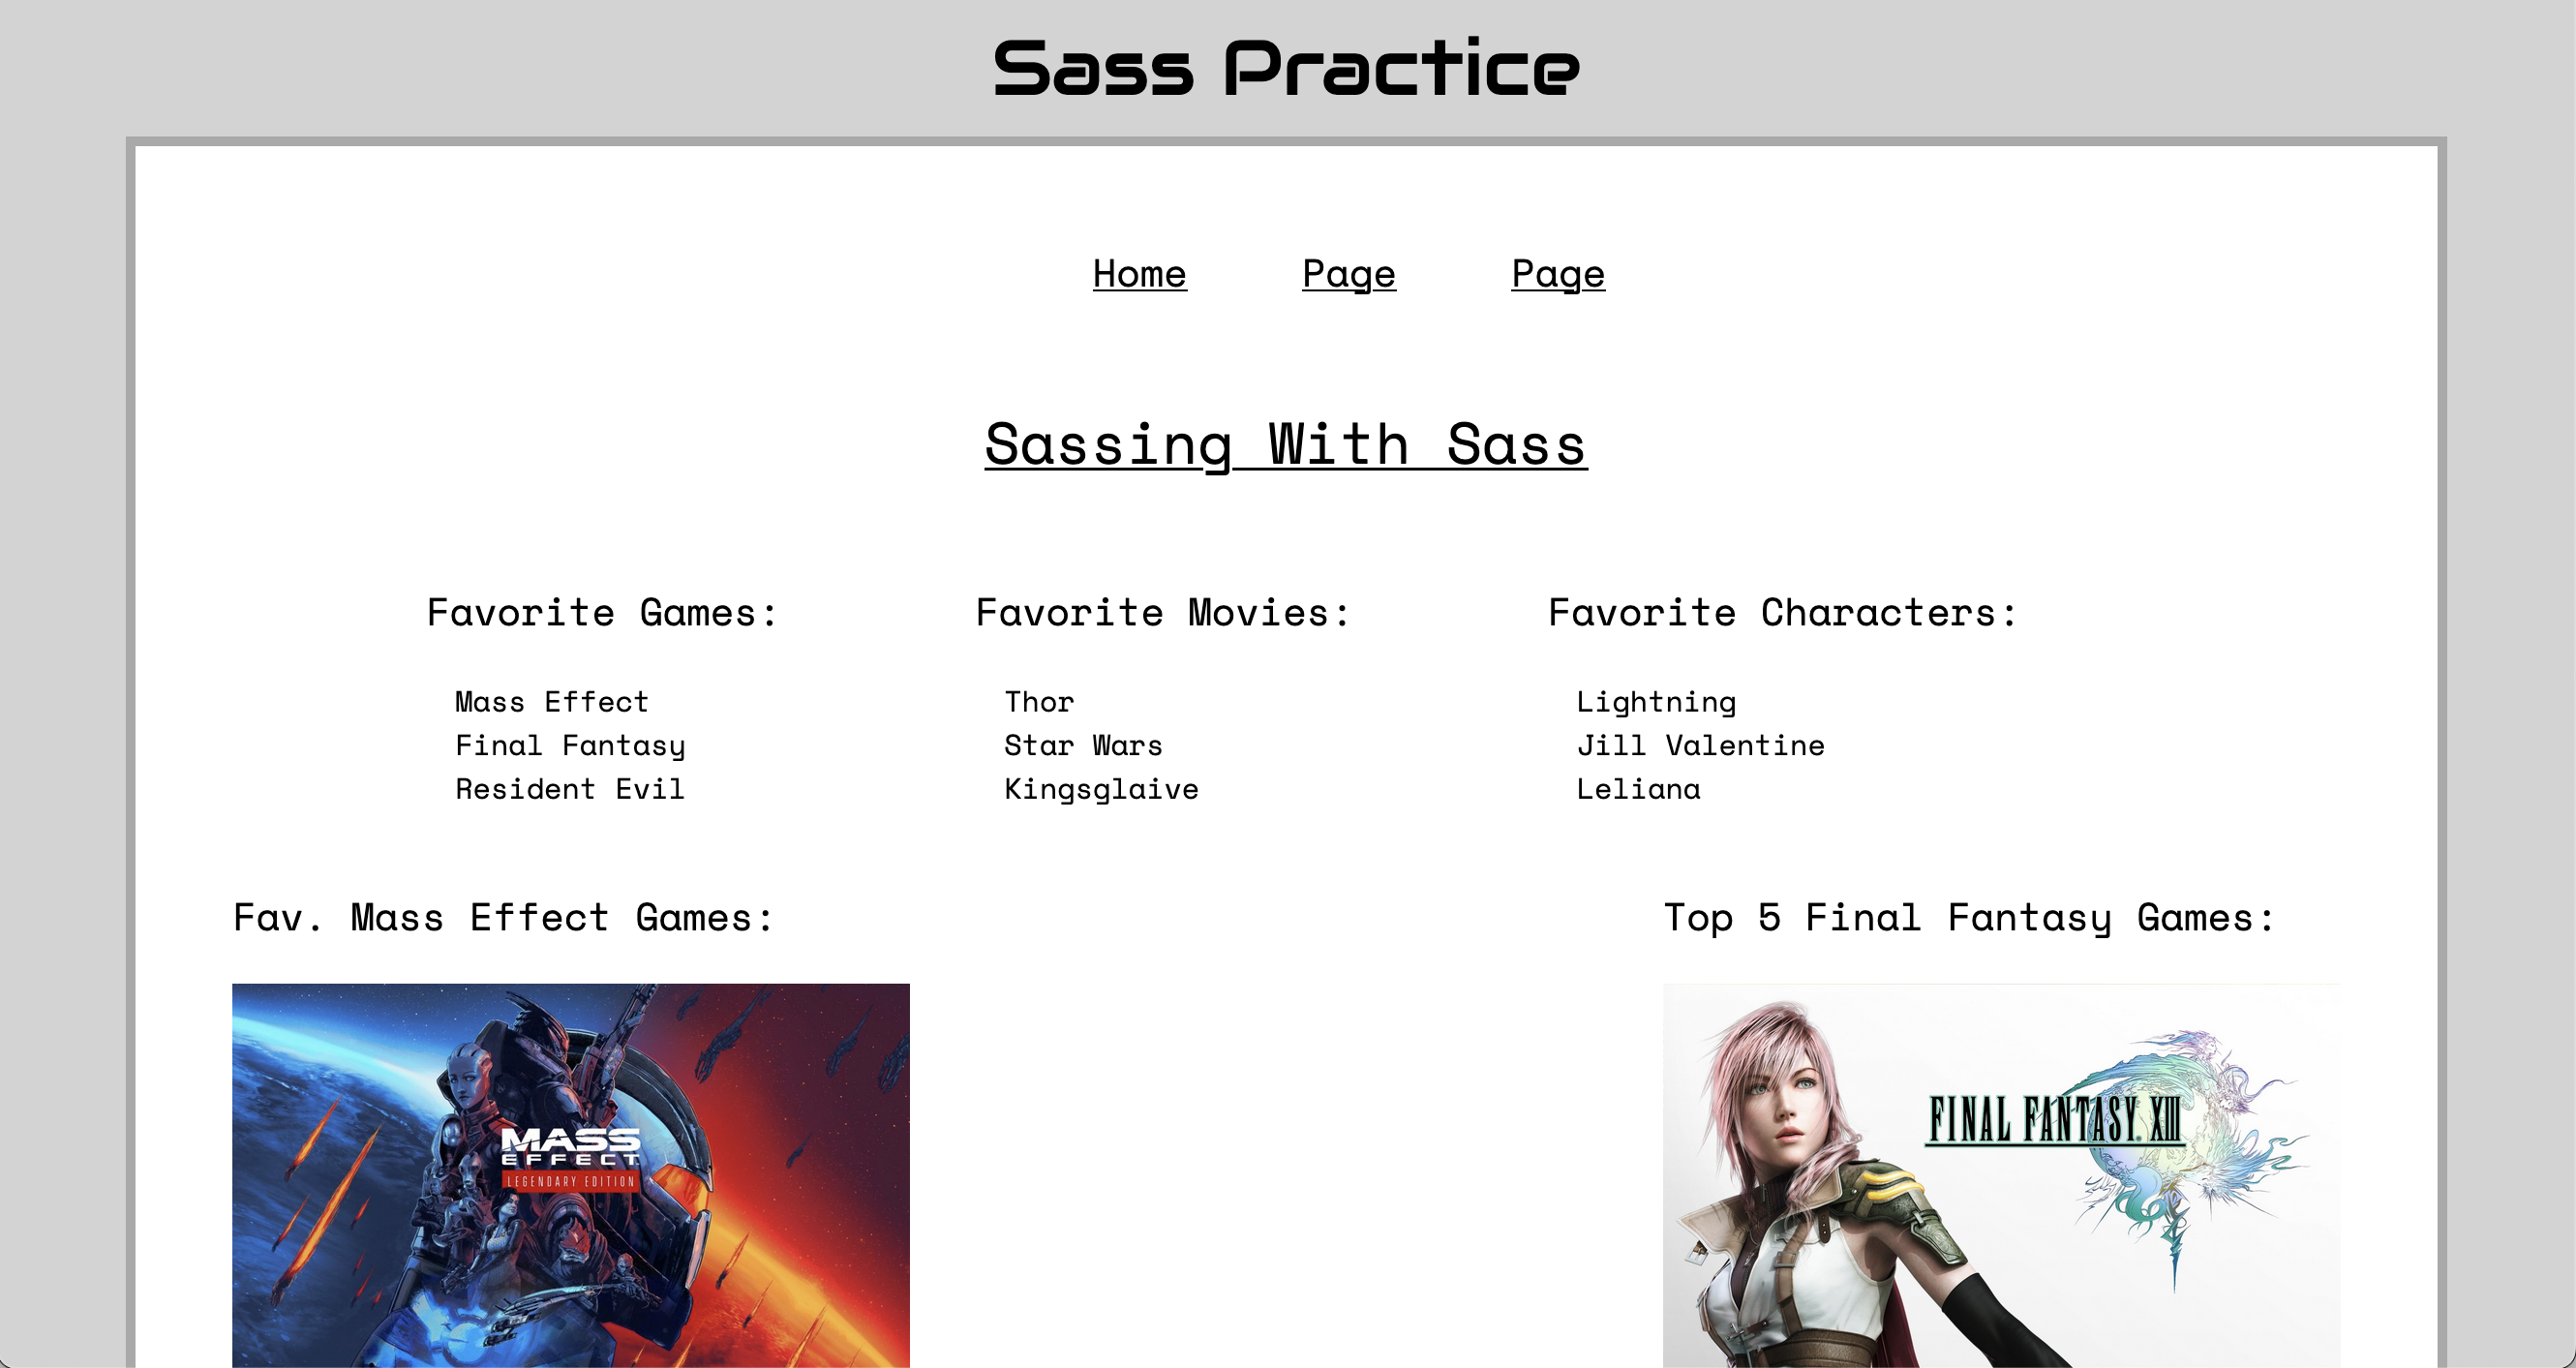 Sass Practice
Home Page Page
Sassing With Sass
Favorite Games:
Mass Effect
Final Fantasy
Resident Evil
Favorite Movies:
Thor
Star Wars
Kingsglaive
Favorite Characters:
Lightning
Jill Valentine
Leliana
Fav. Mass Effect Games:
MASS
EFFECT
LEGENDARY EDITION
Top 5 Final Fantasy Games:
FINAL FANTASY XIII